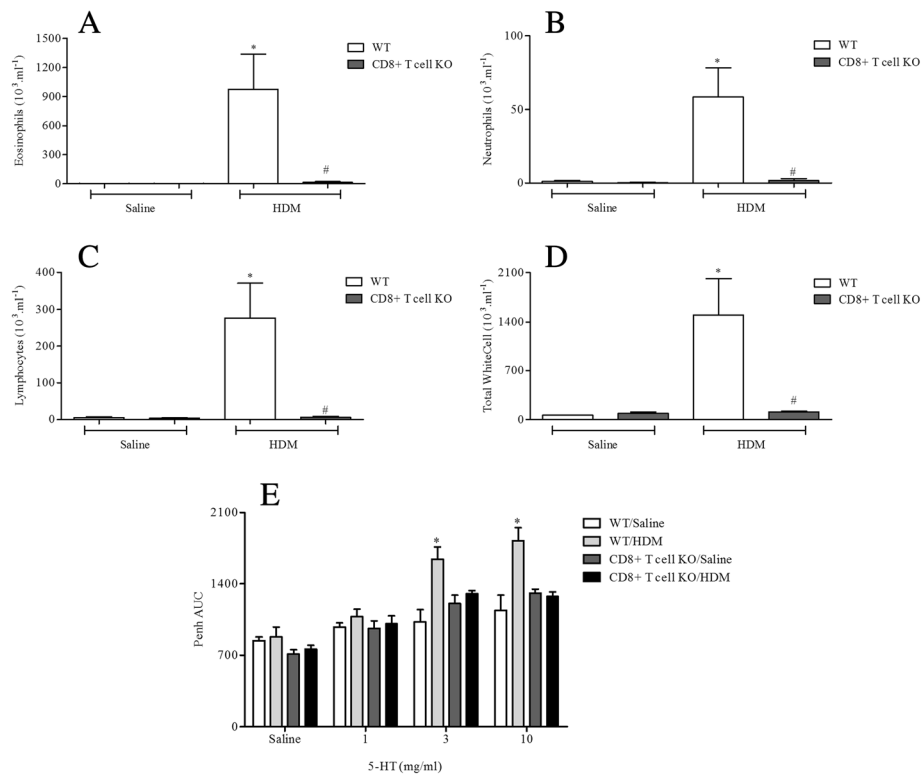 A
Eosinophils (10³.ml⁻¹)
1500
1200
900
600
300
0
*
#
WT
CD8+ T cell KO
Saline
HDM
B
Neutrophils (10³.ml⁻¹)
100
50
0
*
#
WT
CD8+ T cell KO
Saline
HDM
C
Lymphocytes (10³.ml⁻¹)
400
300
200
100
0
*
#
WT
CD8+ T cell KO
Saline
HDM
D
Total WhiteCell (10³.ml⁻¹)
2100
1400
700
0
*
#
WT
CD8+ T cell KO
Saline
HDM
E
Penh AUC
2100
1400
700
0
*
*
WT/Saline
WT/HDM
CD8+ T cell KO/Saline
CD8+ T cell KO/HDM
Saline
1
3
10
5-HT (mg/ml)